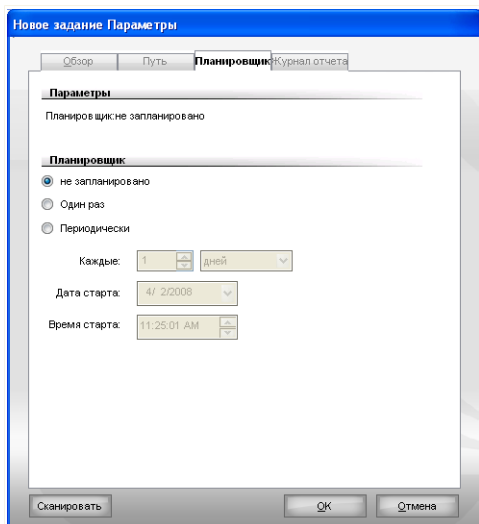 Новое задание Параметры
Обзор Путь Планировщик Журнал отчета
Параметры
Планировщик:не запланировано
Планировщик
не запланировано
Один раз
Периодически
Каждые: 1 дней
Дата старта: 4/ 2/2008
Время старта: 11:25:01 AM
Сканировать OK Отмена